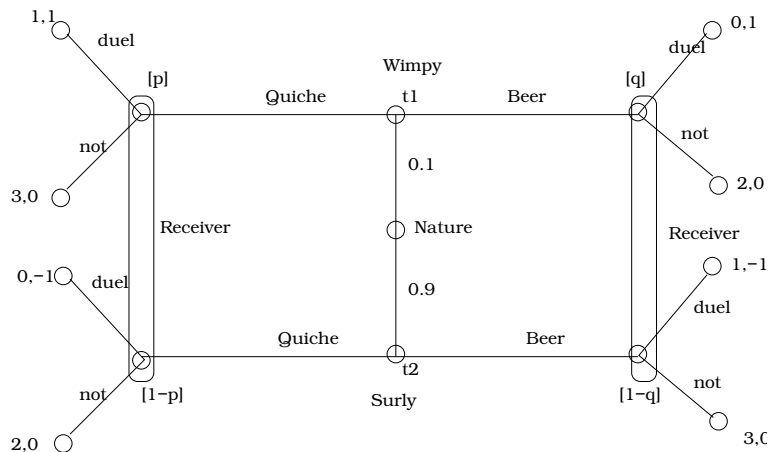 1,1
0,1
duel
duel
Wimpy
[p]
[q]
Quiche
t1
Beer
not
not
0.1
3,0
2,0
Receiver
Nature
Receiver
0,−1
1,−1
duel
0.9
duel
Quiche
Beer
t2
not
not
[1−p]
Surly
[1−q]
2,0
3,0